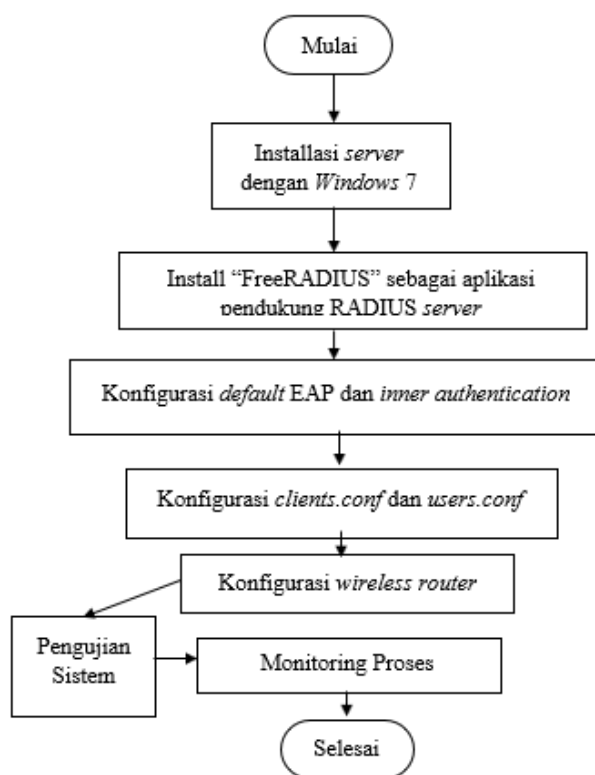 Mulai
Installasi server
dengan Windows 7
Install “FreeRADIUS” sebagai aplikasi
pendukung RADIUS server
Konfigurasi default EAP dan inner authentication
Konfigurasi clients.conf dan users.conf
Konfigurasi wireless router
Pengujian
Sistem
Monitoring Proses
Selesai